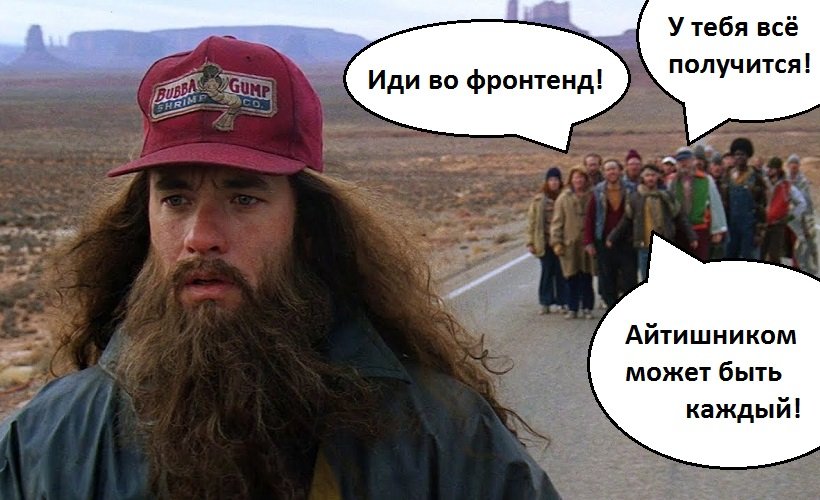 Иди во фронтенд!
У тебя всё
получится!
BUBBA GUMP
SHRIMP CO.
Айтишником
может быть
каждый!